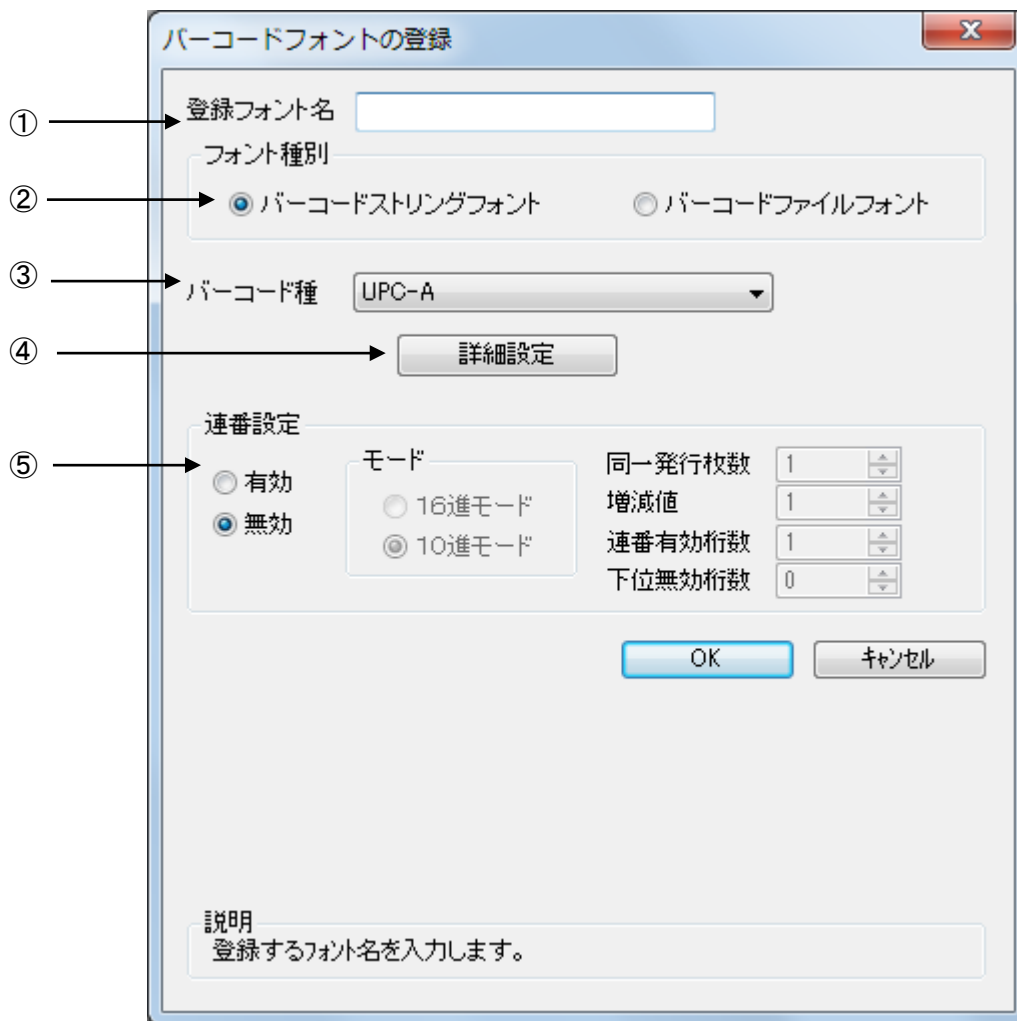 バーコードフォントの登録
① 登録フォント名
フォント種別
② バーコードストリングフォント バーコードファイルフォント
③ バーコード種 UPC-A
④ 詳細設定
連番設定
⑤ 有効
無効
モード
16進モード
10進モード
同一発行枚数 1
増減値 1
連番有効桁数 1
下位無効桁数 0
OK キャンセル
説明
登録するフォント名を入力します。